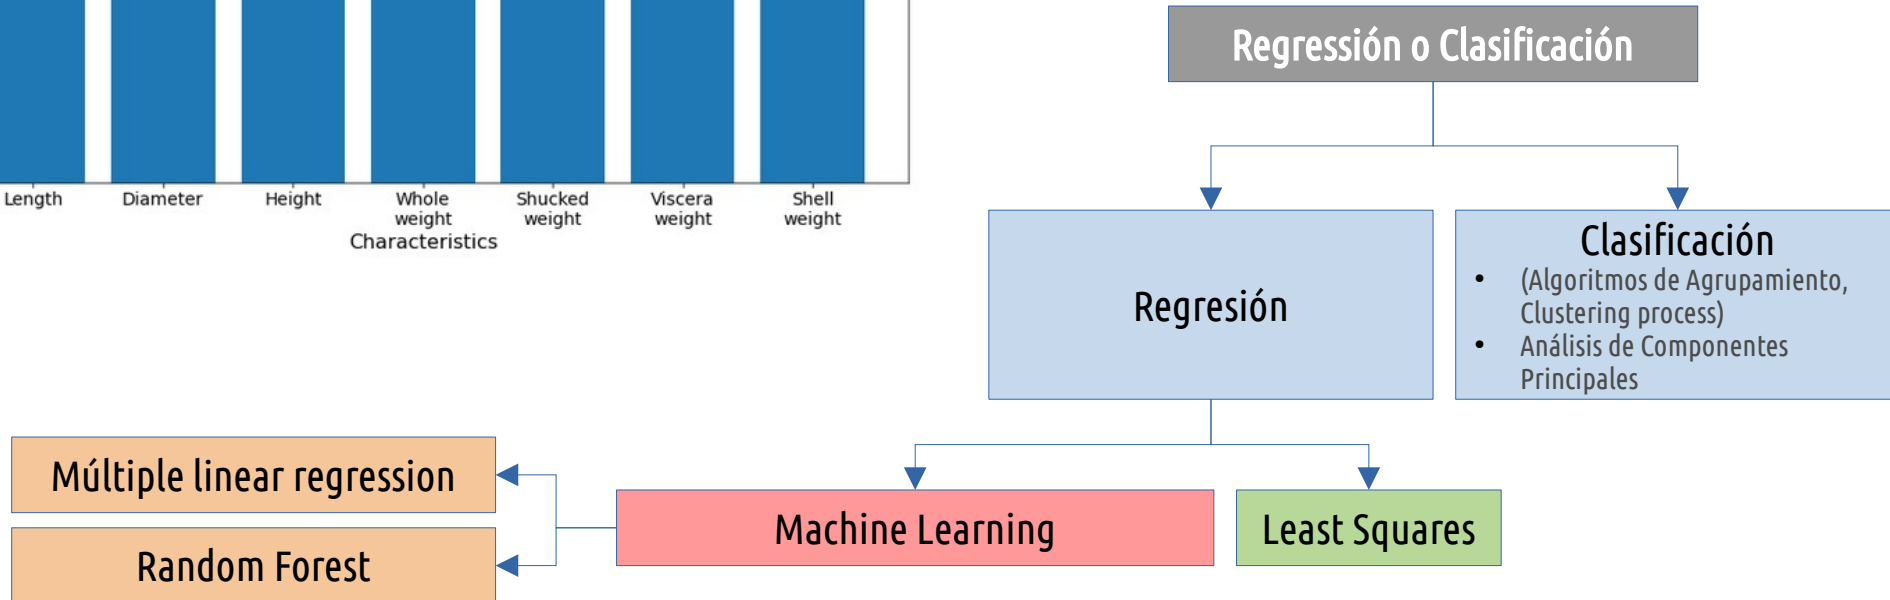 Regressión o Clasificación
Length
Diameter
Height
Whole
weight
Shucked
weight
Viscera
weight
Shell
weight
Characteristics
Regresión
Clasificación
• (Algoritmos de Agrupamiento,
Clustering process)
• Análisis de Componentes
Principales
Múltiple linear regression
Random Forest
Machine Learning
Least Squares